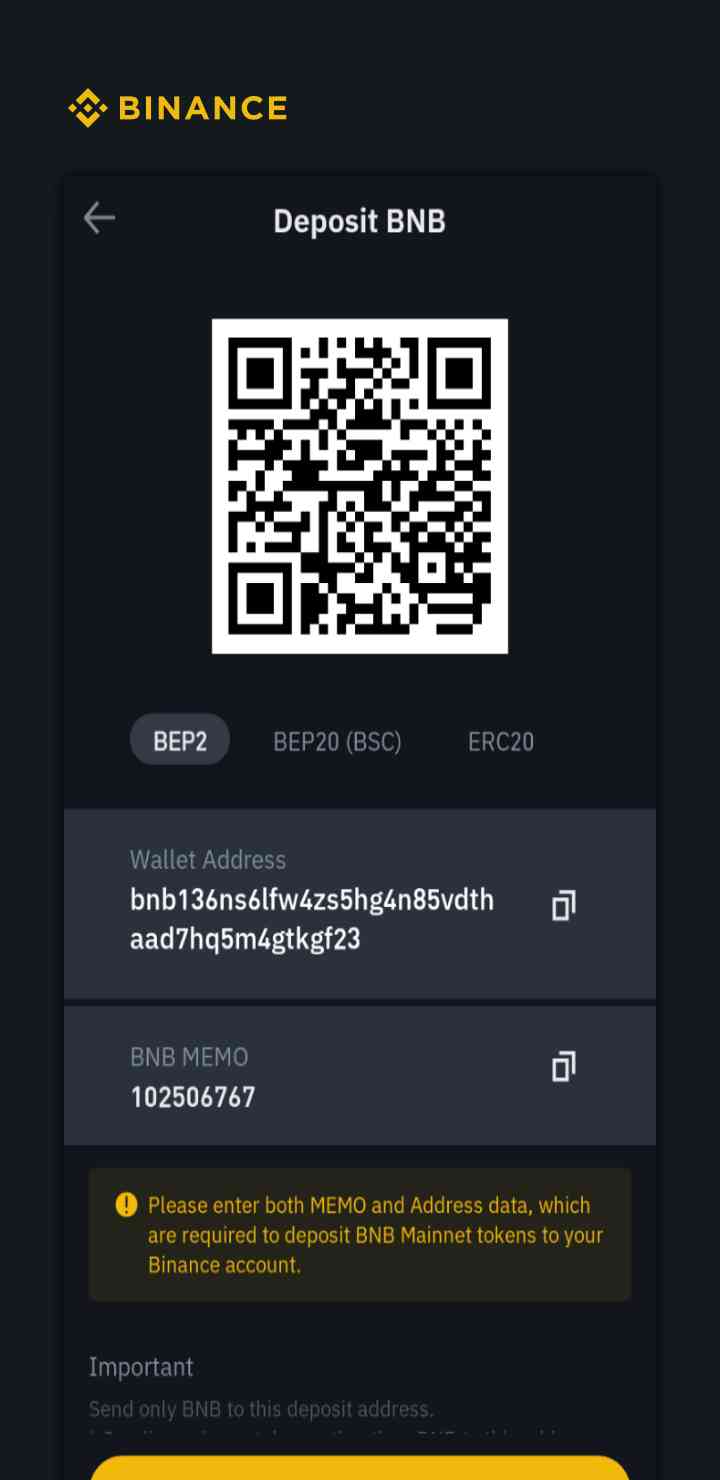 BINANCE
Deposit BNB
BEP2 BEP20 (BSC) ERC20
Wallet Address
bnb136ns6lfw4zs5hg4n85vdth
aad7hq5m4gtkgf23
BNB MEMO
102506767
Please enter both MEMO and Address data, which
are required to deposit BNB Mainnet tokens to your
Binance account.
Important
Send only BNB to this deposit address.